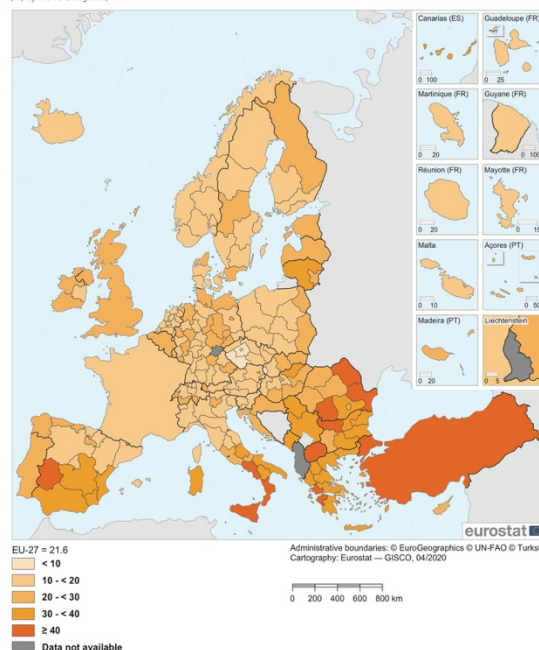 Canarias (ES)
0 100
Guadeloupe (FR)
0 25
Martinique (FR)
0 20
Guyane (FR)
0 100
Réunion (FR)
0 20
Mayotte (FR)
0 15
Malta
0 10
Açores (PT)
0 50
Madeira (PT)
0 20
Liechtenstein
0 5
eurostat
EU-27 = 21.6
< 10
10 - < 20
20 - < 30
30 - < 40
≥ 40
Data not available
Administrative boundaries: © EuroGeographics © UN-FAO © Turks
Cartography: Eurostat — GISCO, 04/2020
0 200 400 600 800 km